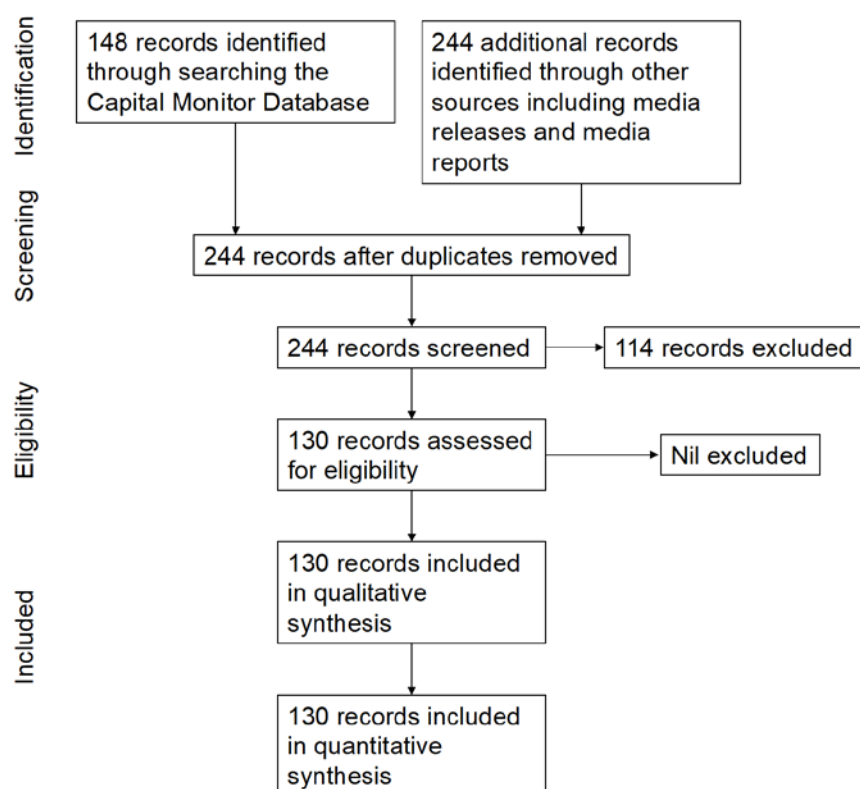 Identification
148 records identified
through searching the
Capital Monitor Database
244 additional records
identified through other
sources including media
releases and media
reports
Screening
244 records after duplicates removed
244 records screened
114 records excluded
Eligibility
130 records assessed
for eligibility
Nil excluded
Included
130 records included
in qualitative
synthesis
130 records included
in quantitative
synthesis